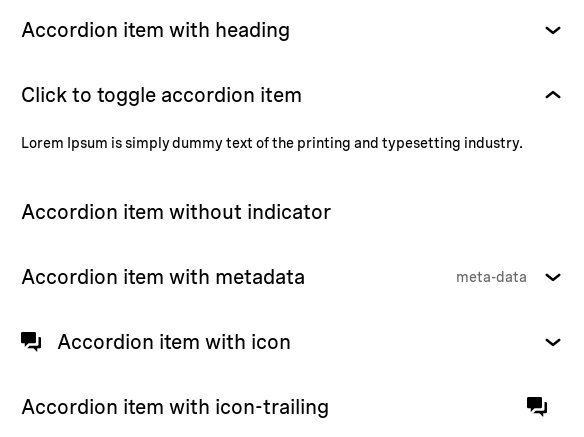 Accordion item with heading
Click to toggle accordion item
Lorem Ipsum is simply dummy text of the printing and typesetting industry.
Accordion item without indicator
Accordion item with metadata meta-data
Accordion item with icon
Accordion item with icon-trailing